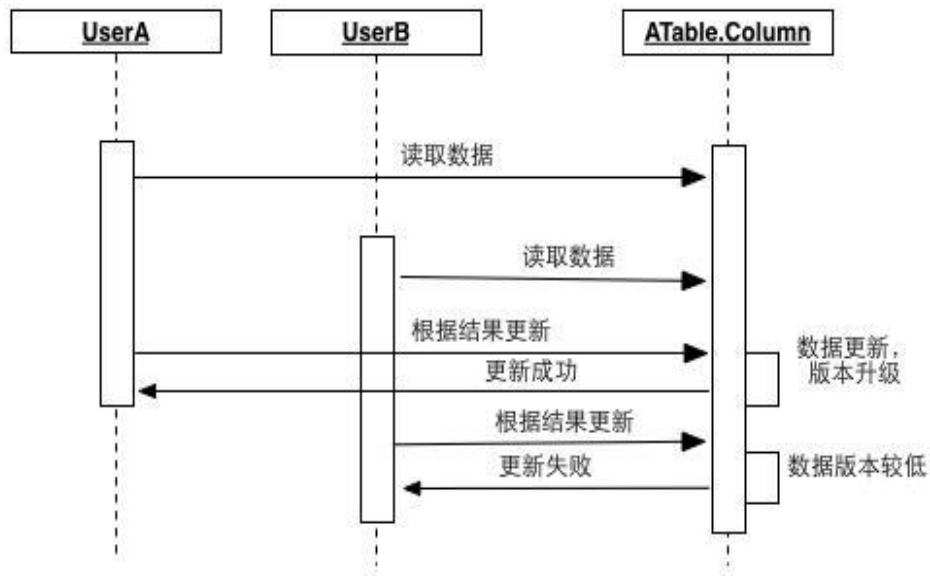 UserA
UserB
ATable.Column
读取数据
读取数据
根据结果更新
数据更新，
版本升级
更新成功
根据结果更新
更新失败
数据版本较低